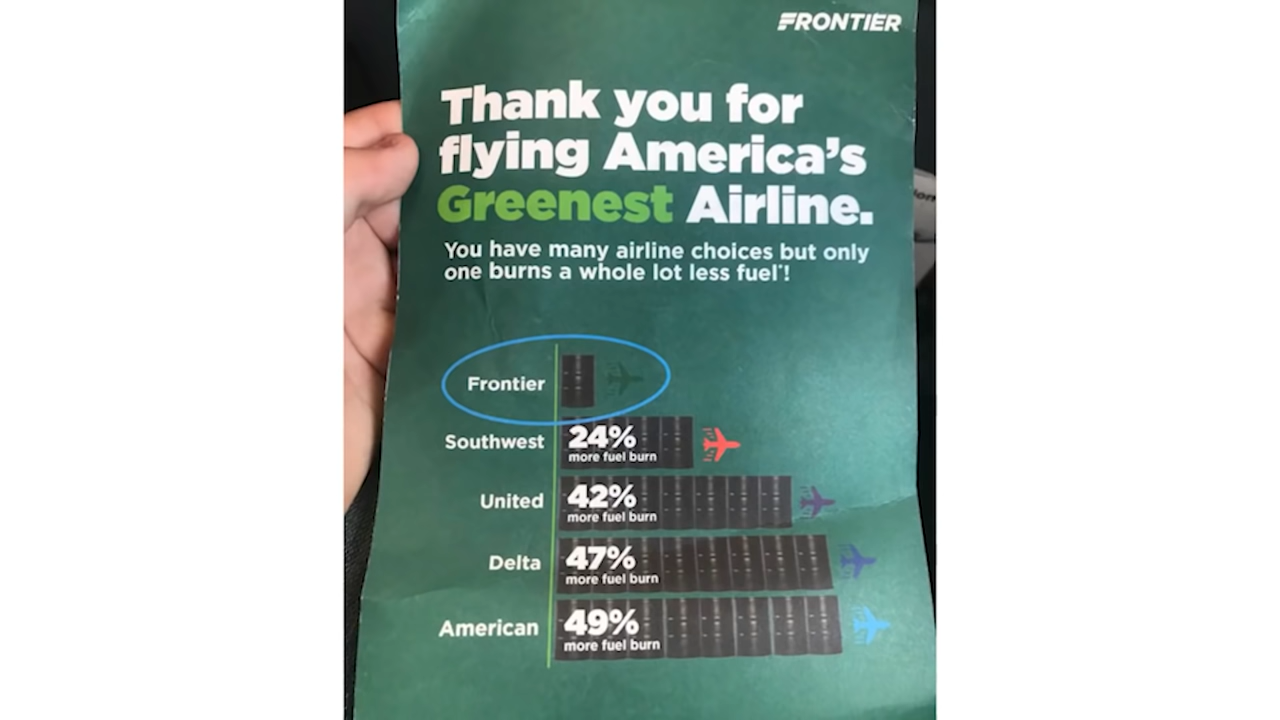 FRONTIER
Thank you for
flying America's
Greenest Airline.
You have many airline choices but only
one burns a whole lot less fuel*!
Frontier
Southwest
24%
more fuel burn
United
42%
more fuel burn
Delta
47%
more fuel burn
American
49%
more fuel burn